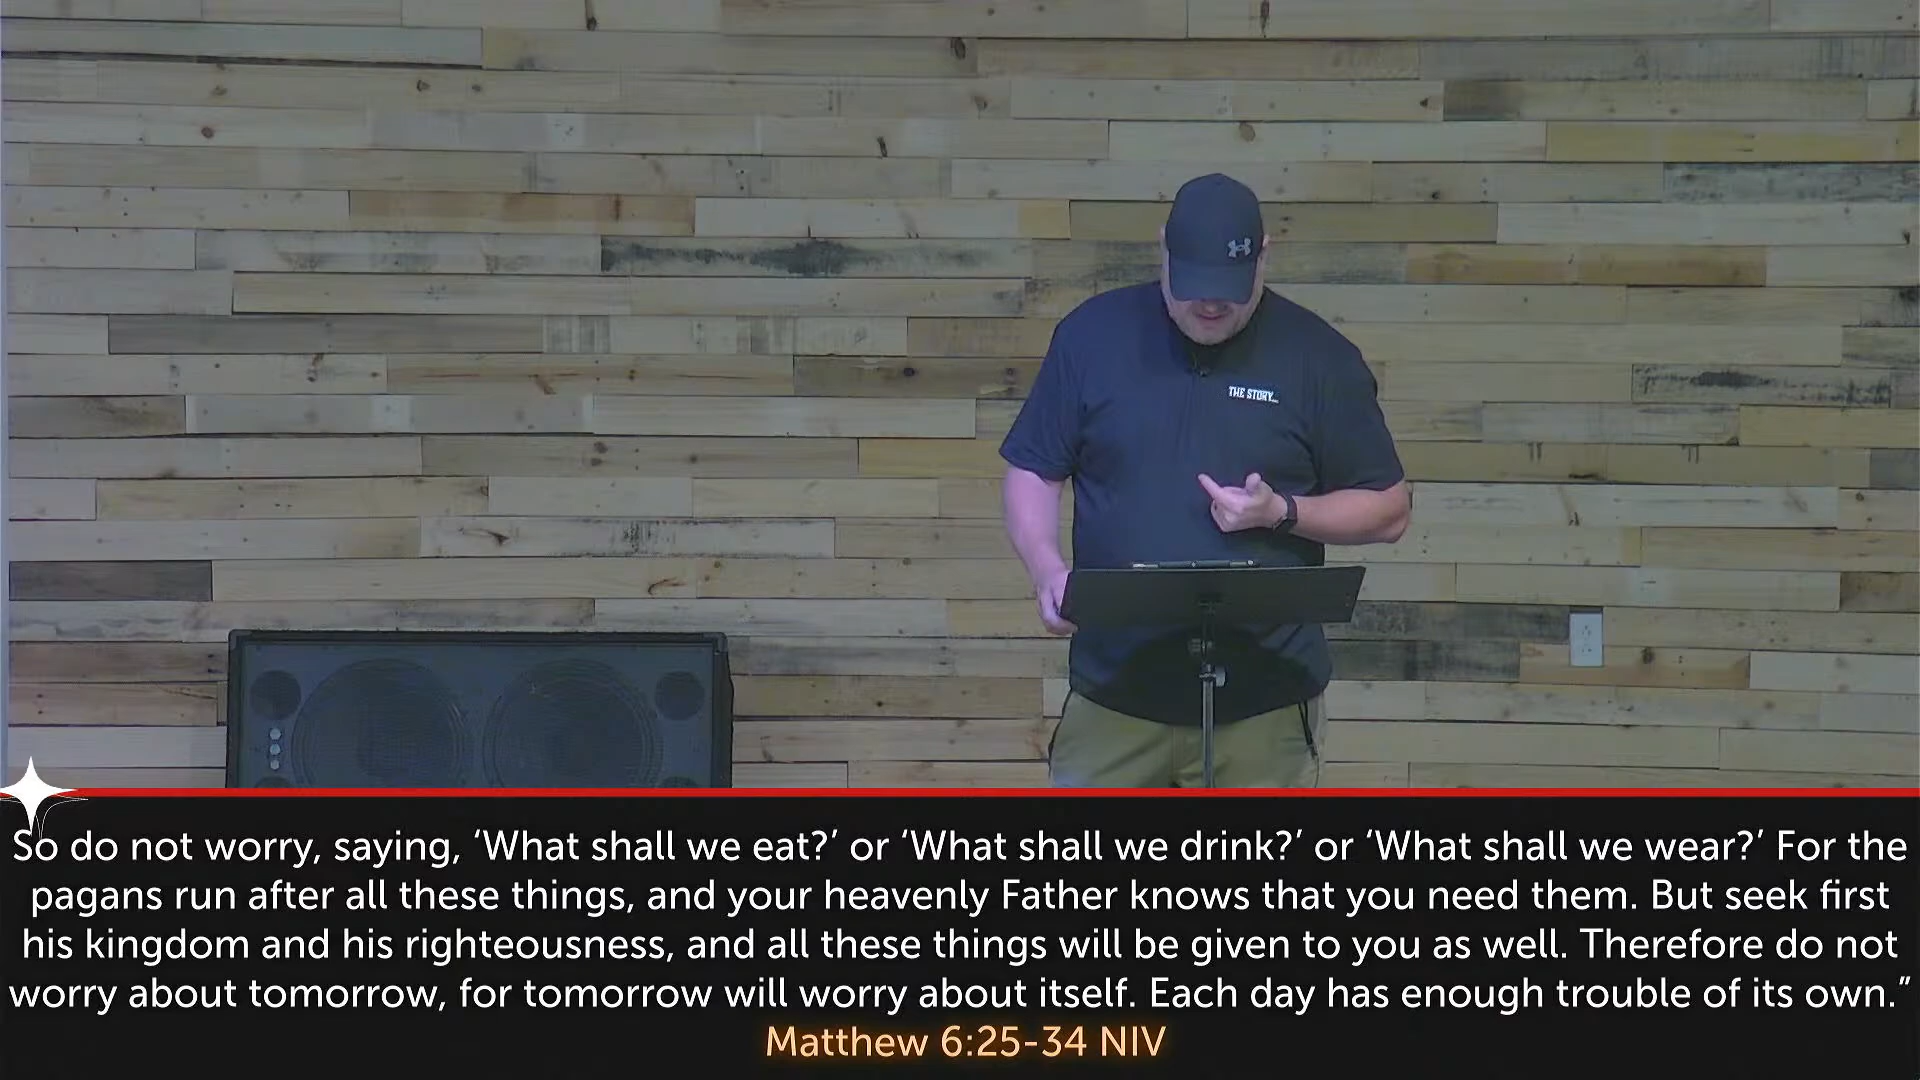 THE STORY...
So do not worry, saying, ‘What shall we eat?’ or ‘What shall we drink?’ or ‘What shall we wear?’ For the
pagans run after all these things, and your heavenly Father knows that you need them. But seek first
his kingdom and his righteousness, and all these things will be given to you as well. Therefore do not
worry about tomorrow, for tomorrow will worry about itself. Each day has enough trouble of its own.”
Matthew 6:25-34 NIV